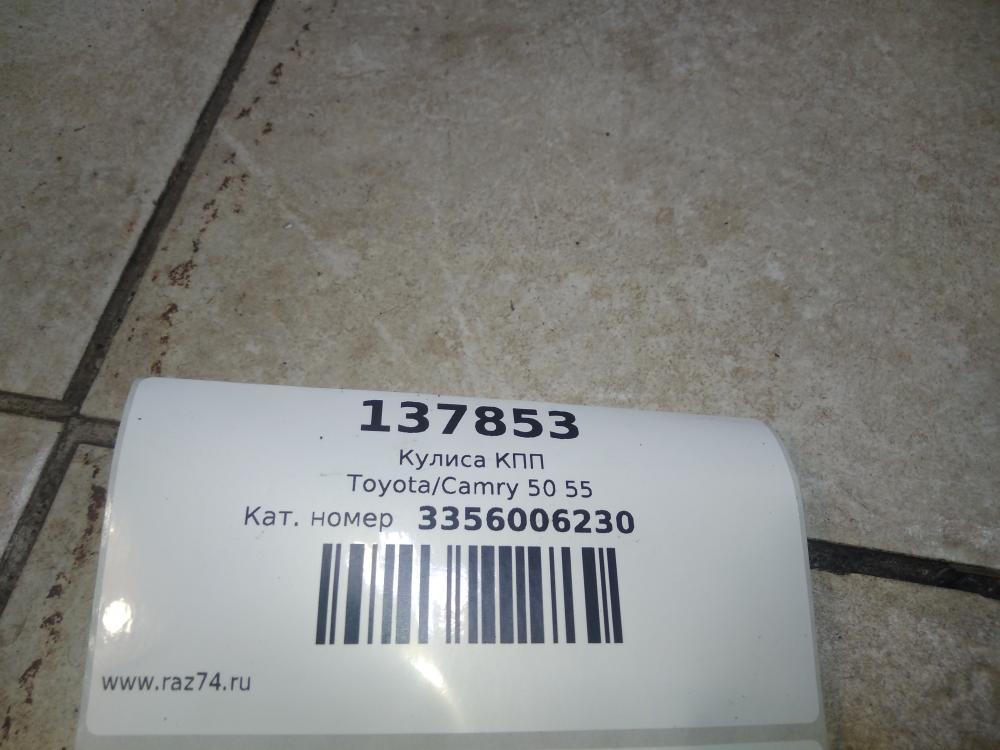 137853
Кулиса КПП
Toyota/Camry 50 55
Кат. номер 3356006230
www.raz74.ru